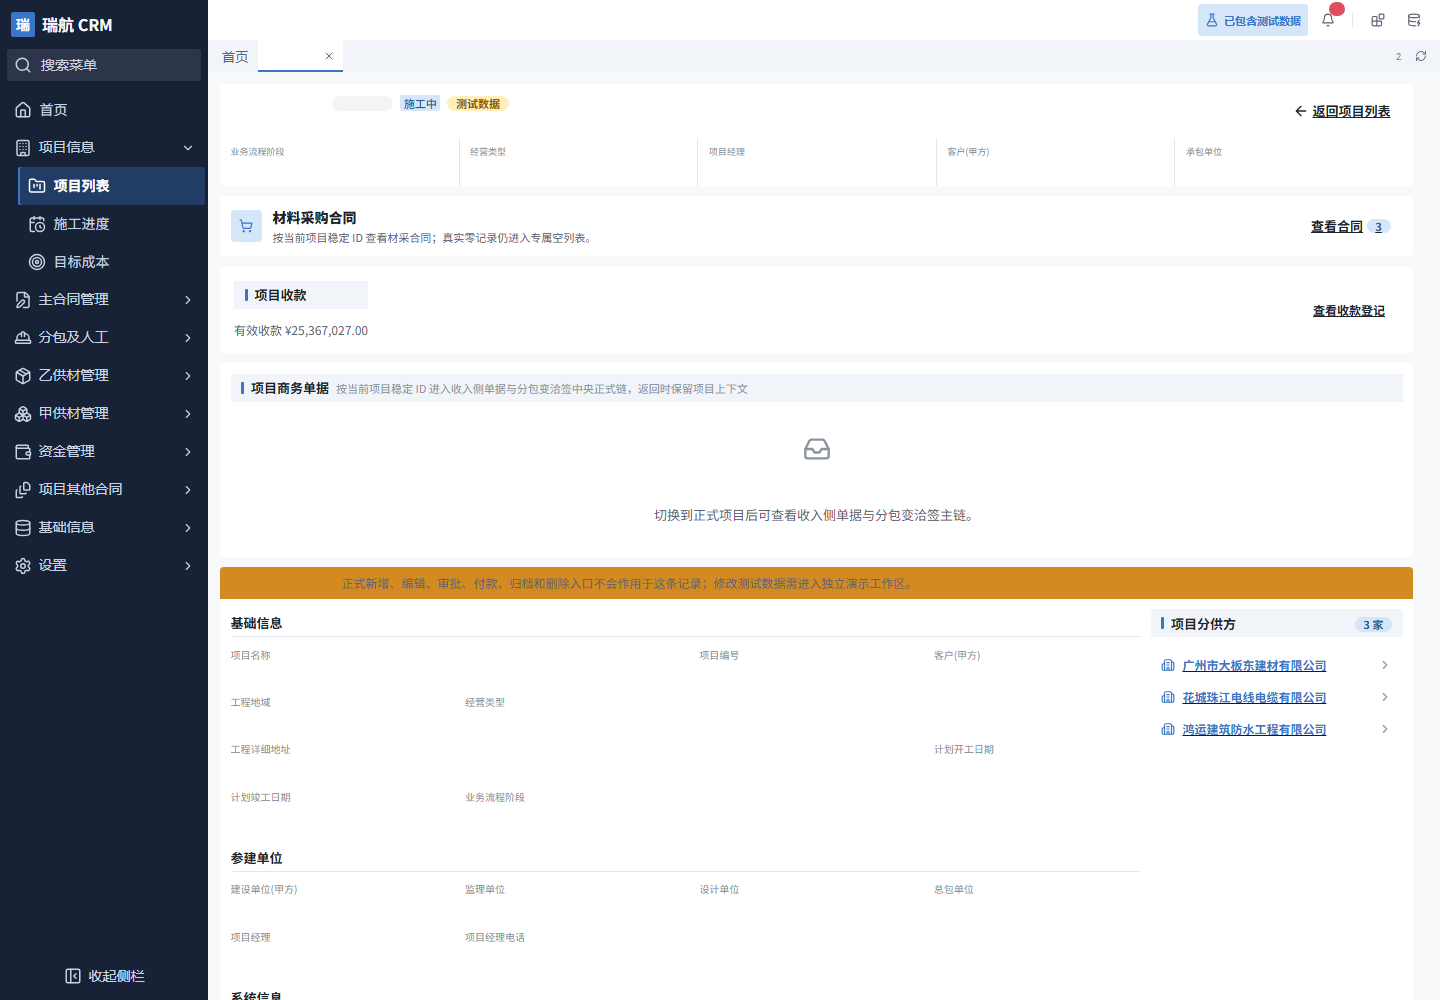 瑞 瑞航 CRM
搜索菜单
首页
项目信息
项目列表
施工进度
目标成本
主合同管理
分包及人工
乙供材管理
甲供材管理
资金管理
项目其他合同
基础信息
设置
收起侧栏
已包含测试数据
首页
2
施工中 测试数据
返回项目列表
业务流程阶段 经营类型 项目经理 客户(甲方) 承包单位
材料采购合同
按当前项目稳定 ID 查看材采合同；真实零记录仍进入专属空列表。
查看合同 3
项目收款
有效收款 ¥25,367,027.00
查看收款登记
项目商务单据 按当前项目稳定 ID 进入收入侧单据与分包变洽签中央正式链，返回时保留项目上下文
切换到正式项目后可查看收入侧单据与分包变洽签主链。
正式新增、编辑、审批、付款、归档和删除入口不会作用于这条记录；修改测试数据需进入独立演示工作区。
基础信息
项目名称 项目编号 客户(甲方)
工程地域 经营类型
工程详细地址 计划开工日期
计划竣工日期 业务流程阶段
参建单位
建设单位(甲方) 监理单位 设计单位 总包单位
项目经理 项目经理电话
系统信息
项目分供方 3 家
广州市大板东建材有限公司
花城珠江电线电缆有限公司
鸿运建筑防水工程有限公司